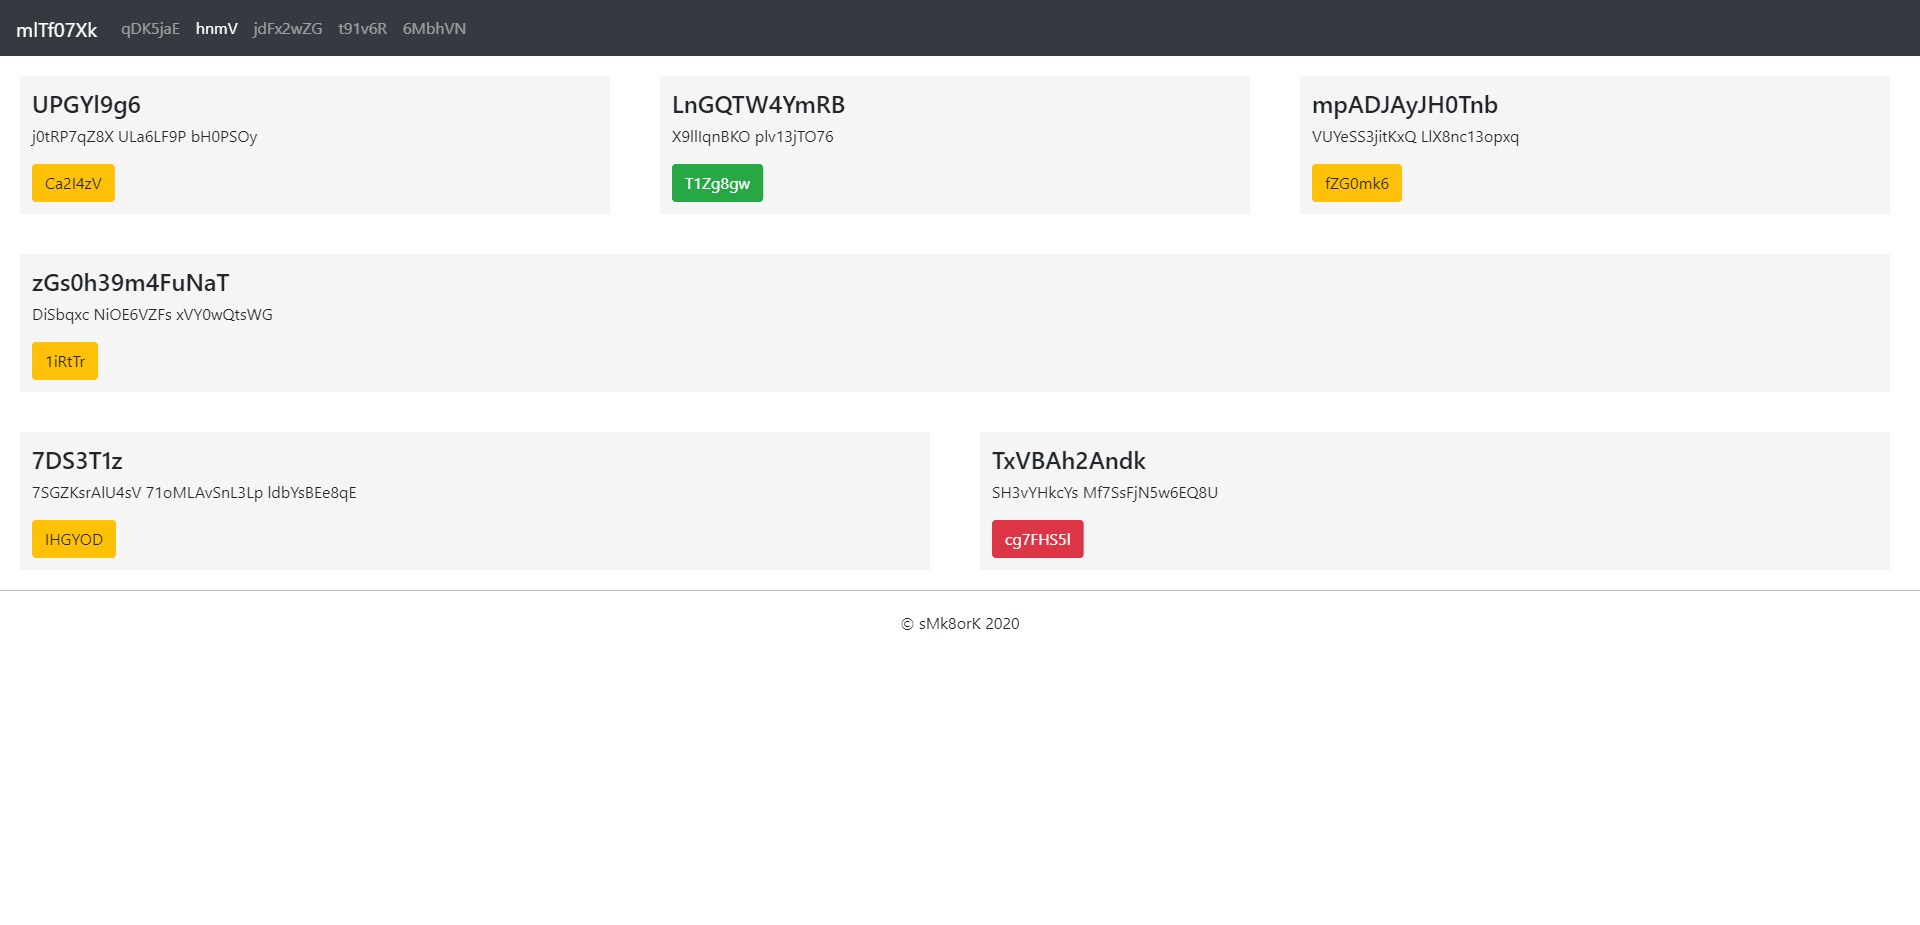 mlTf07Xk qDK5jaE hnmV jdFx2wZG t91v6R 6MbhVN
UPGYl9g6
j0tRP7qZ8X ULa6LF9P bH0PSOy
Ca2I4zV
LnGQTW4YmRB
X9llIqnBKO plv13jTO76
T1Zg8gw
mpADJAyJH0Tnb
VUYeSS3jitKxQ LlX8nc13opxq
fZG0mk6
zGs0h39m4FuNaT
DiSbqxc NiOE6VZFs xVY0wQtsWG
1iRtTr
7DS3T1z
7SGZKsrAlU4sV 71oMLAvSnL3Lp ldbYsBEe8qE
IHGYOD
TxVBAh2Andk
SH3vYHkcYs Mf7SsFjN5w6EQ8U
cg7FHS5l
© sMk8orK 2020